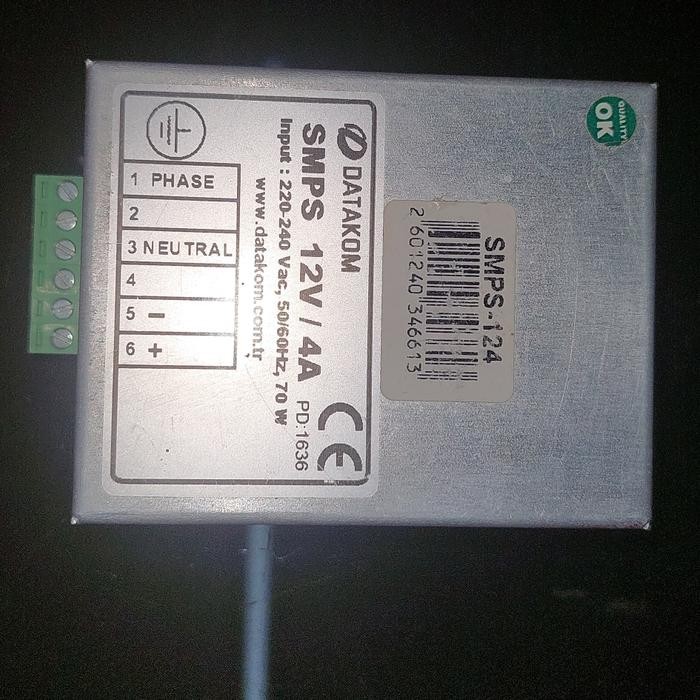 DATAKOM
SMPS 12V / 4A
PD:1636
Input : 220-240 Vac, 50/60Hz, 70 W
www.datakom.com.tr
CE
1 PHASE
2
3 NEUTRAL
4
5 −
6 +
SMPS-124
2 601240 346613
QUALITY
OK